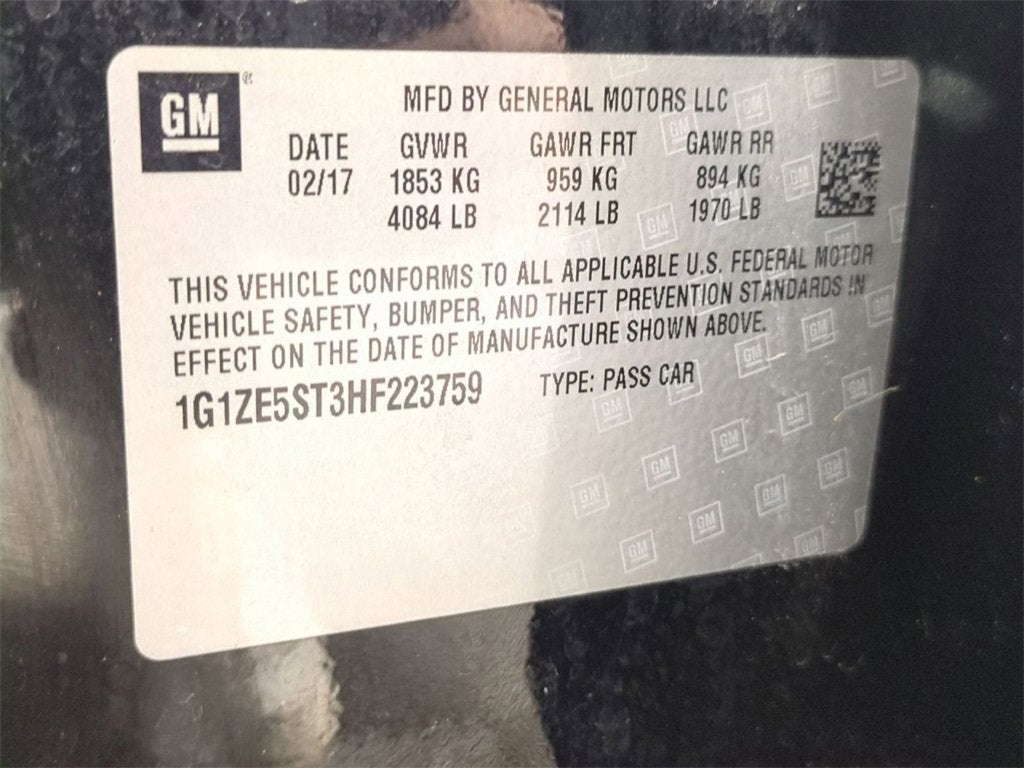 GM®
MFD BY GENERAL MOTORS LLC
DATE GVWR GAWR FRT GAWR RR
02/17 1853 KG 959 KG 894 KG
4084 LB 2114 LB 1970 LB
THIS VEHICLE CONFORMS TO ALL APPLICABLE U.S. FEDERAL MOTOR
VEHICLE SAFETY, BUMPER, AND THEFT PREVENTION STANDARDS IN
EFFECT ON THE DATE OF MANUFACTURE SHOWN ABOVE.
1G1ZE5ST3HF223759 TYPE: PASS CAR